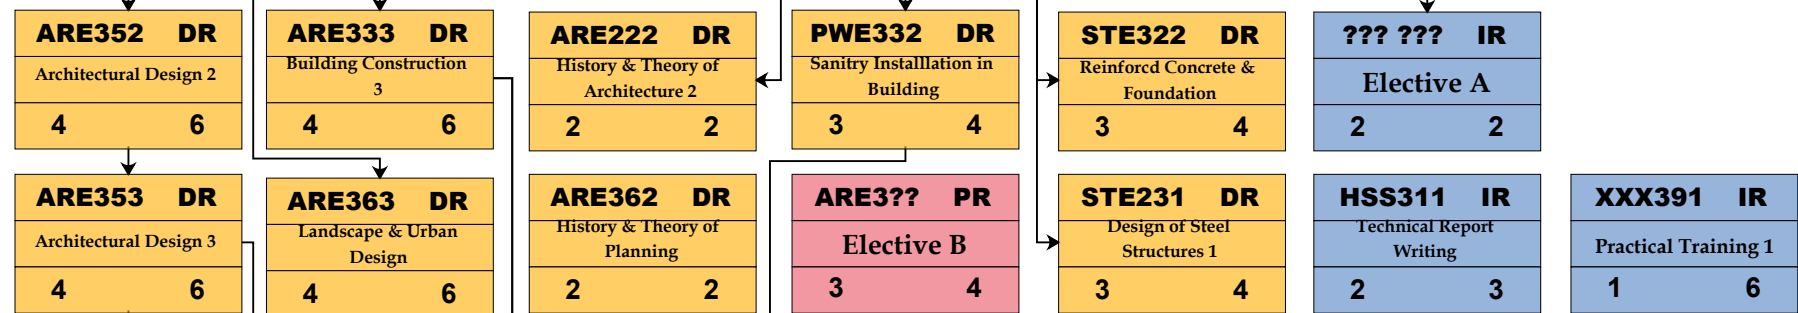 ARE352 DR
Architectural Design 2
4 6
ARE333 DR
Building Construction
3
4 6
ARE222 DR
History & Theory of
Architecture 2
2 2
PWE332 DR
Sanitry Installlation in
Building
3 4
STE322 DR
Reinforcd Concrete &
Foundation
3 4
??? ??? IR
Elective A
2 2
ARE353 DR
Architectural Design 3
4 6
ARE363 DR
Landscape & Urban
Design
4 6
ARE362 DR
History & Theory of
Planning
2 2
ARE3?? PR
Elective B
3 4
STE231 DR
Design of Steel
Structures 1
3 4
HSS311 IR
Technical Report
Writing
2 3
XXX391 IR
Practical Training 1
1 6